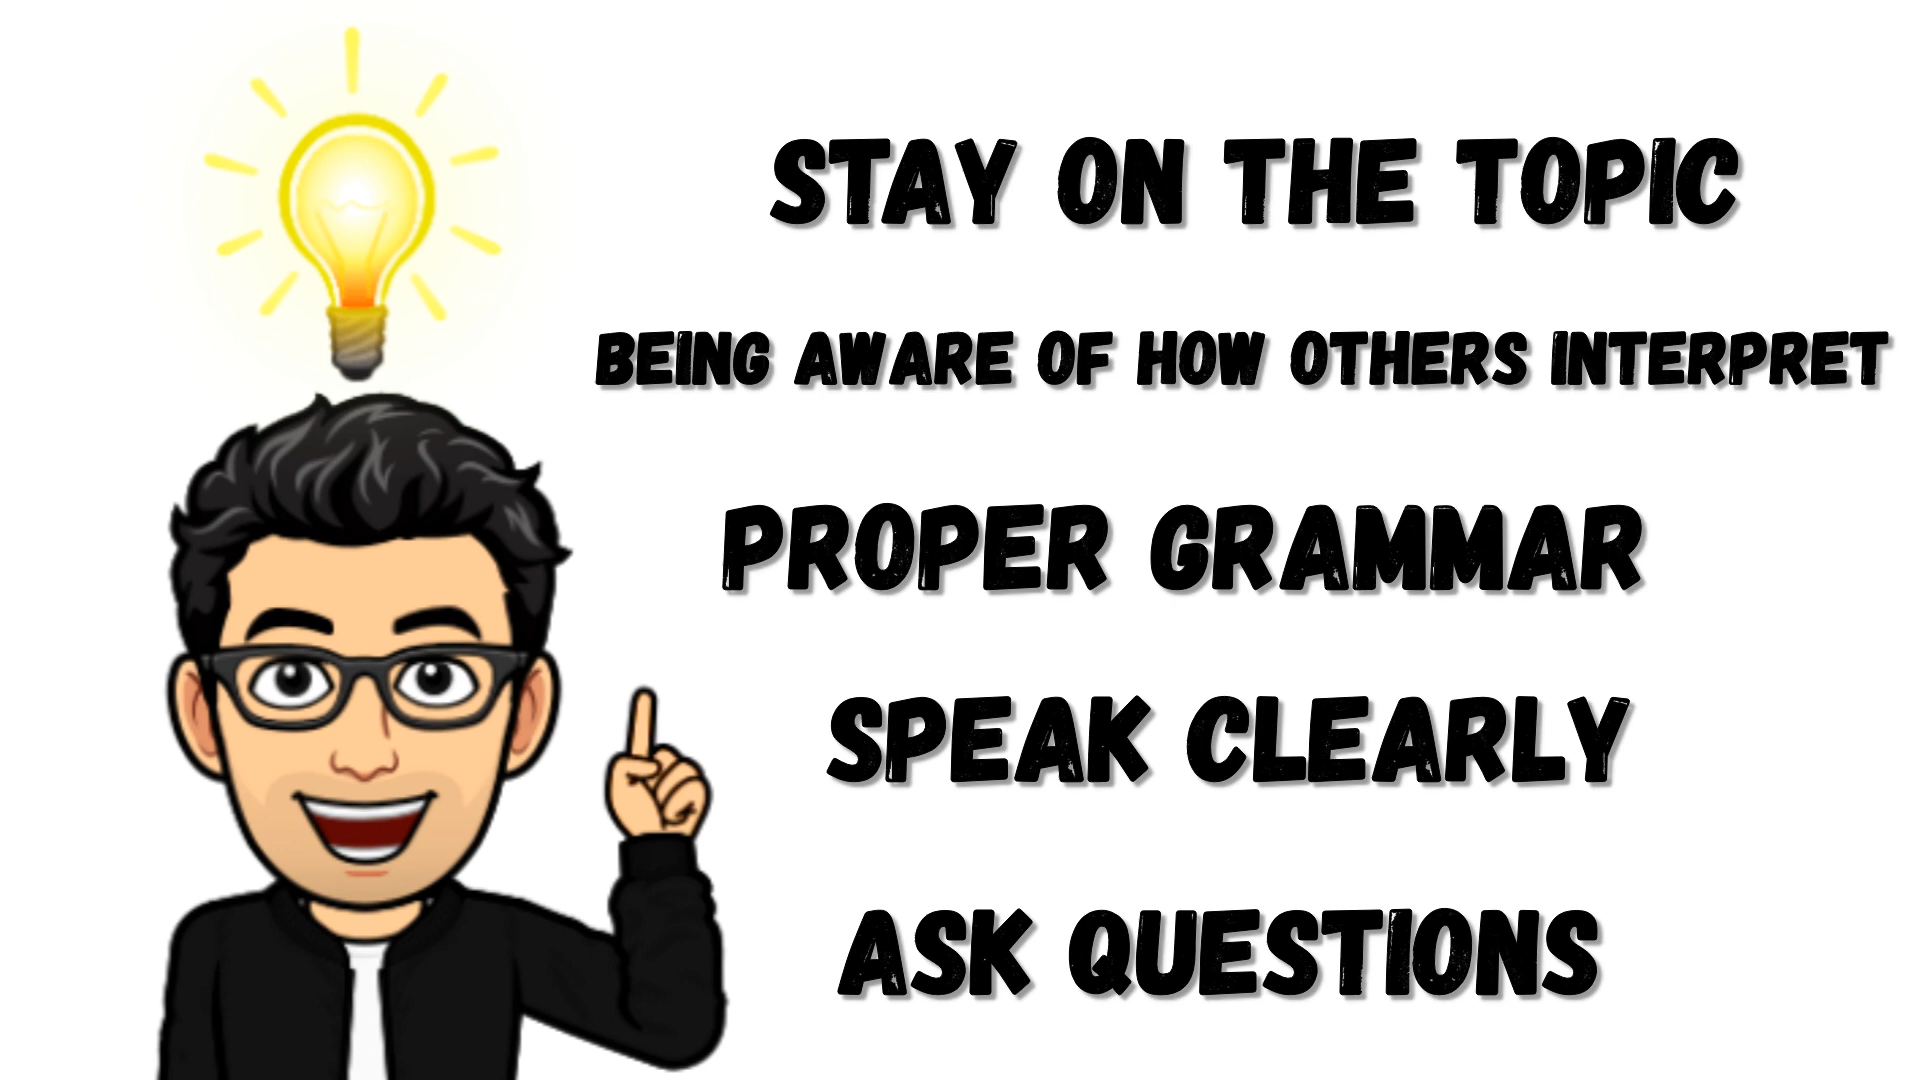 STAY ON THE TOPIC
BEING AWARE OF HOW OTHERS INTERPRET
PROPER GRAMMAR
SPEAK CLEARLY
ASK QUESTIONS